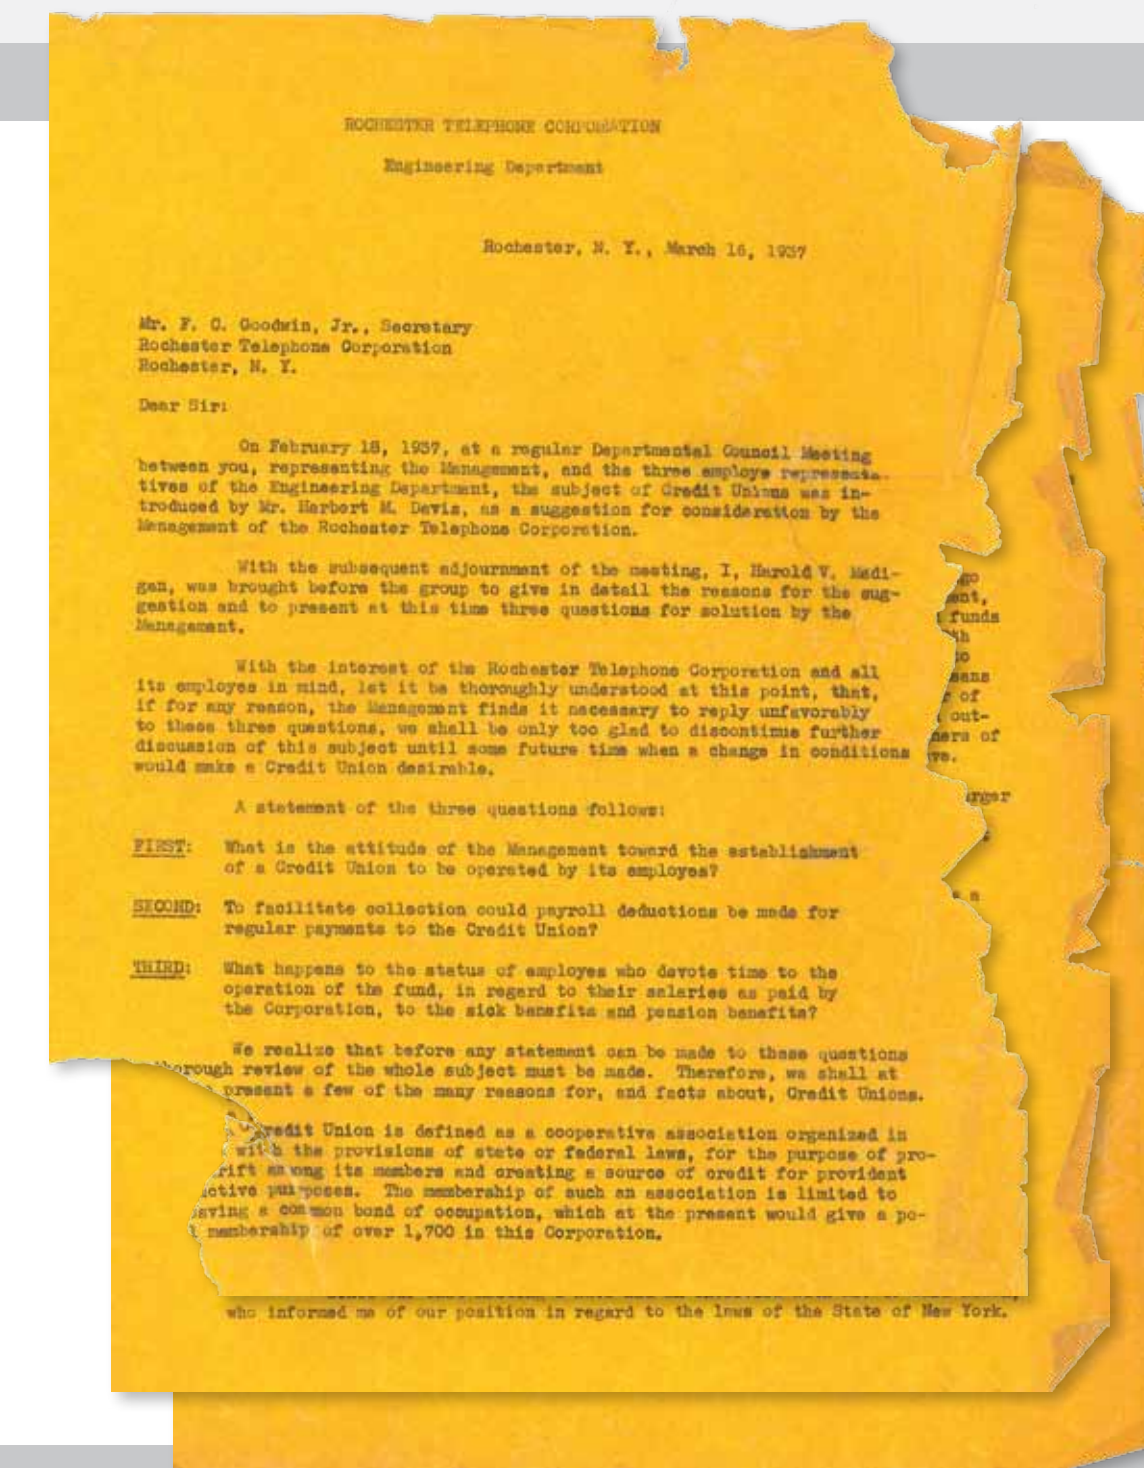 ROCHESTER TELEPHONE CORPORATION
Engineering Department
Rochester, N. Y., March 16, 1937
Mr. F. C. Goodwin, Jr., Secretary
Rochester Telephone Corporation
Rochester, N. Y.
Dear Sir:
On February 18, 1937, at a regular Departmental Council Meeting
between you, representing the Management, and the three employe representa-
tives of the Engineering Department, the subject of Credit Unions was in-
troduced by Mr. Harbert M. Davis, as a suggestion for consideration by the
Management of the Rochester Telephone Corporation.
With the subsequent adjournment of the meeting, I, Harold V. Madi-
gan, was brought before the group to give in detail the reasons for the sug-
gestion and to present at this time three questions for solution by the
Management.
With the interest of the Rochester Telephone Corporation and all
its employes in mind, let it be thoroughly understood at this point, that,
if for any reason, the Management finds it necessary to reply unfavorably
to these three questions, we shall be only too glad to discontinue further
discussion of this subject until some future time when a change in conditions
would make a Credit Union desirable.
A statement of the three questions follows:
FIRST: What is the attitude of the Management toward the establishment
of a Credit Union to be operated by its employes?
SECOND: To facilitate collection could payroll deductions be made for
regular payments to the Credit Union?
THIRD: What happens to the status of employes who devote time to the
operation of the fund, in regard to their salaries as paid by
the Corporation, to the sick benefits and pension benefits?
We realize that before any statement can be made to these questions
horough review of the whole subject must be made. Therefore, we shall at
present a few of the many reasons for, and facts about, Credit Unions.
redit Union is defined as a cooperative association organized in
with the provisions of state or federal laws, for the purpose of pro-
rift among its members and creating a source of credit for provident
ctive purposes. The membership of such an association is limited to
aving a common bond of occupation, which at the present would give a po-
membership of over 1,700 in this Corporation.
who informed me of our position in regard to the laws of the State of New York.
go
ent,
funds
th
to
eans
r of
out-
ners of
ve.
arger
s a